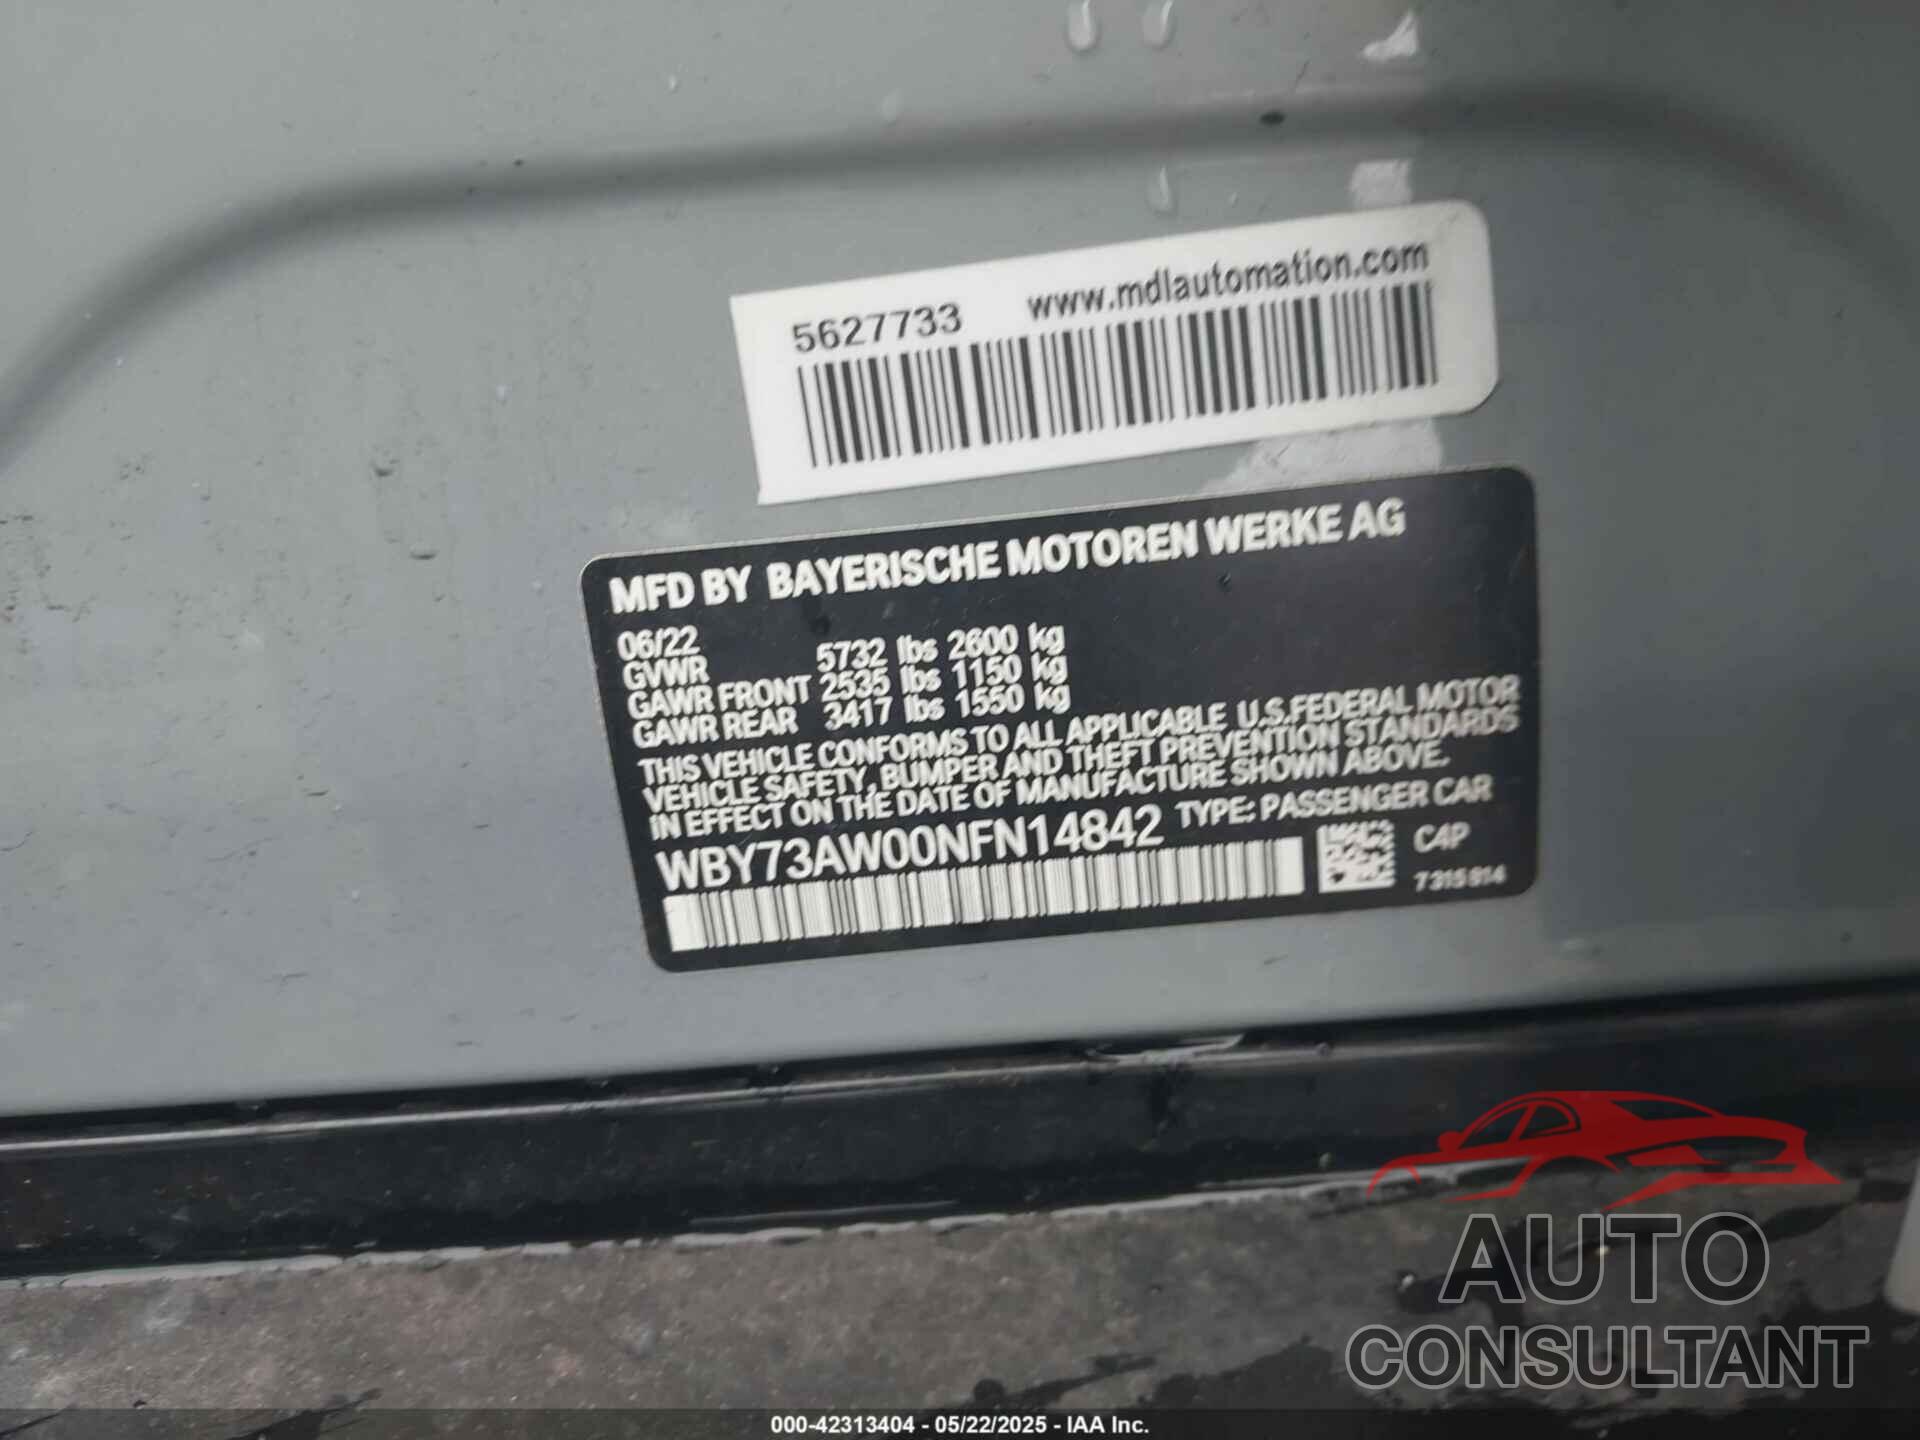 5627733 www.mdlautomation.com
MFD BY BAYERISCHE MOTOREN WERKE AG
06/22
GVWR 5732 lbs 2600 kg
GAWR FRONT 2535 lbs 1150 kg
GAWR REAR 3417 lbs 1550 kg
THIS VEHICLE CONFORMS TO ALL APPLICABLE U.S.FEDERAL MOTOR
VEHICLE SAFETY, BUMPER AND THEFT PREVENTION STANDARDS
IN EFFECT ON THE DATE OF MANUFACTURE SHOWN ABOVE.
WBY73AW00NFN14842 TYPE: PASSENGER CAR
C4P
7315814
AUTO
CONSULTANT
000-42313404 - 05/22/2025 - IAA Inc.